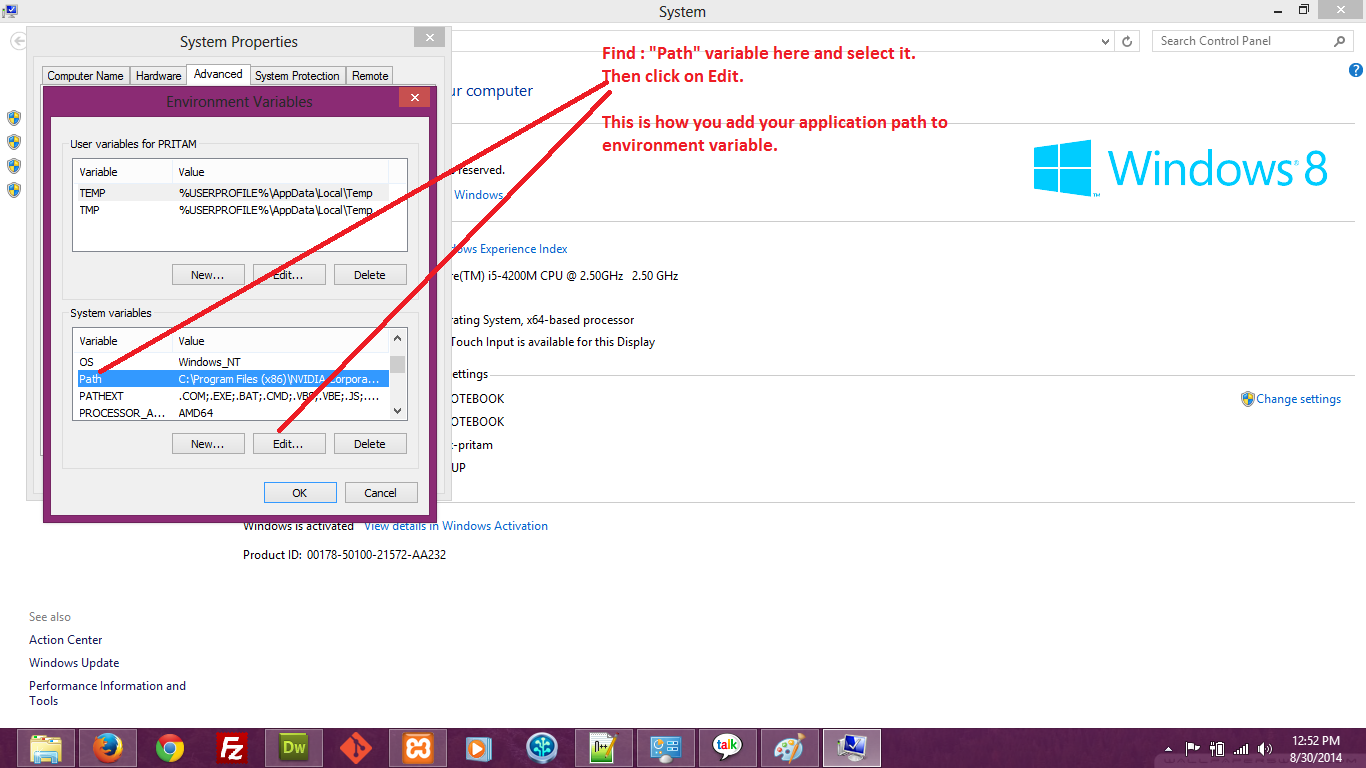 System
System Properties
Search Control Panel
Find : "Path" variable here and select it.
Then click on Edit.
This is how you add your application path to
environment variable.
Computer Name Hardware Advanced System Protection Remote
ur computer
Environment Variables
User variables for PRITAM
Variable Value
TEMP %USERPROFILE%\AppData\Local\Temp
TMP %USERPROFILE%\AppData\Local\Temp
New... Edit... Delete
System variables
Variable Value
OS Windows_NT
Path C:\Program Files (x86)\NVIDIA Corpora...
PATHEXT .COM;.EXE;.BAT;.CMD;.VBS;.VBE;.JS;....
PROCESSOR_A... AMD64
New... Edit... Delete
OK Cancel
reserved.
Windows
Windows 8
dows Experience Index
re(TM) i5-4200M CPU @ 2.50GHz 2.50 GHz
rating System, x64-based processor
Touch Input is available for this Display
settings
OTEBOOK
Change settings
OTEBOOK
t-pritam
UP
Windows is activated View details in Windows Activation
Product ID: 00178-50100-21572-AA232
See also
Action Center
Windows Update
Performance Information and
Tools
Fz
Dw
talk
12:52 PM
8/30/2014